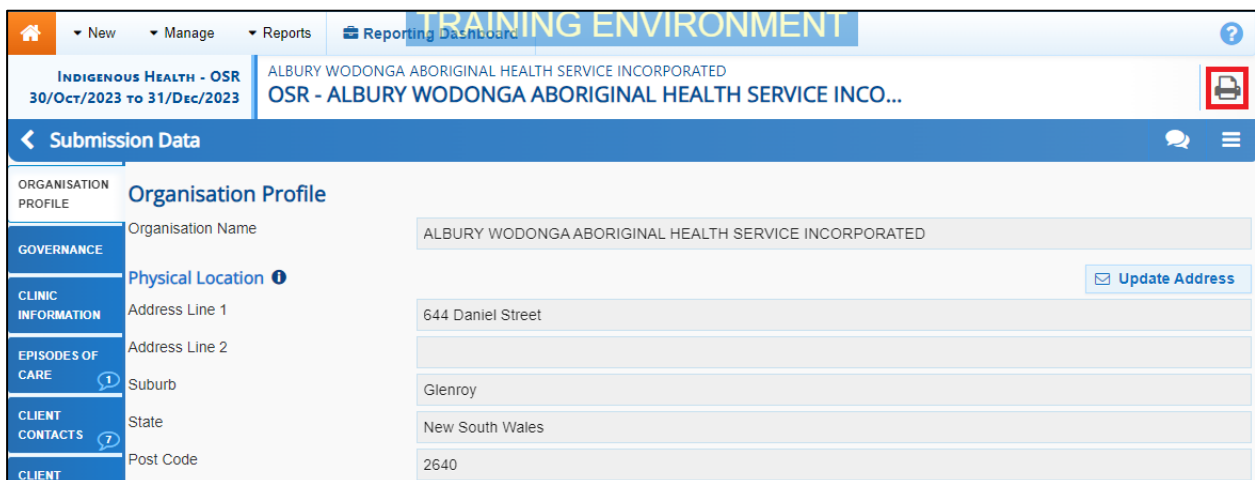 TRAINING ENVIRONMENT
New Manage Reports Reporting Dashboard
INDIGENOUS HEALTH - OSR
30/OCT/2023 TO 31/DEC/2023
ALBURY WODONGA ABORIGINAL HEALTH SERVICE INCORPORATED
OSR - ALBURY WODONGA ABORIGINAL HEALTH SERVICE INCO...
Submission Data
ORGANISATION
PROFILE
GOVERNANCE
CLINIC
INFORMATION
EPISODES OF
CARE 1
CLIENT
CONTACTS 7
CLIENT
Organisation Profile
Organisation Name ALBURY WODONGA ABORIGINAL HEALTH SERVICE INCORPORATED
Physical Location Update Address
Address Line 1 644 Daniel Street
Address Line 2
Suburb Glenroy
State New South Wales
Post Code 2640